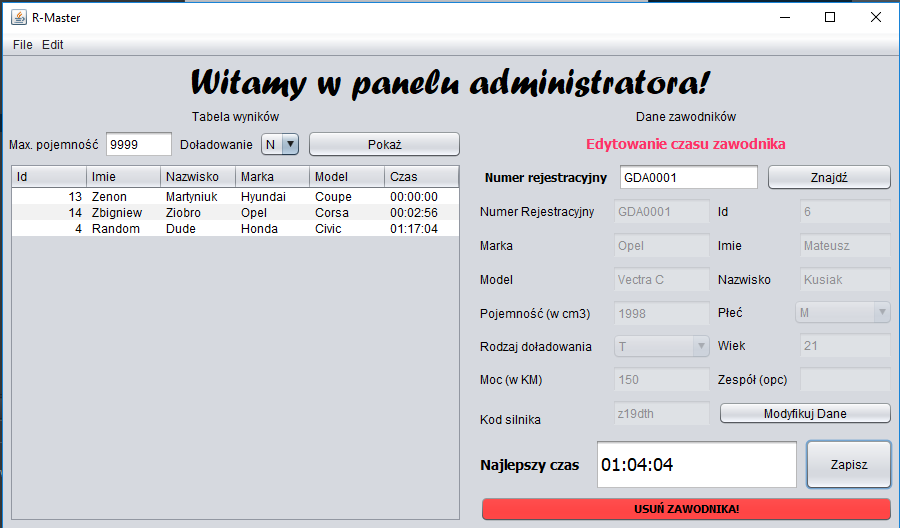 R-Master
File Edit
Witamy w panelu administratora!
Tabela wyników
Max. pojemność 9999 Doładowanie N Pokaż
Id Imie Nazwisko Marka Model Czas
13 Zenon Martyniuk Hyundai Coupe 00:00:00
14 Zbigniew Ziobro Opel Corsa 00:02:56
4 Random Dude Honda Civic 01:17:04
Dane zawodników
Edytowanie czasu zawodnika
Numer rejestracyjny GDA0001 Znajdź
Numer Rejestracyjny GDA0001 Id 6
Marka Opel Imie Mateusz
Model Vectra C Nazwisko Kusiak
Pojemność (w cm3) 1998 Płeć M
Rodzaj doładowania T Wiek 21
Moc (w KM) 150 Zespół (opc)
Kod silnika z19dth Modyfikuj Dane
Najlepszy czas 01:04:04 Zapisz
USUŃ ZAWODNIKA!